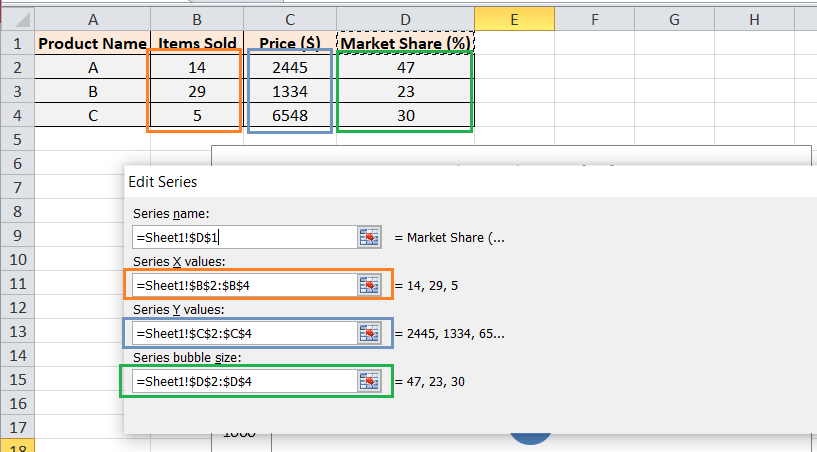 A B C D E F G H
1 Product Name Items Sold Price ($) Market Share (%)
2 A 14 2445 47
3 B 29 1334 23
4 C 5 6548 30
5
6
7 Edit Series
8 Series name:
9 =Sheet1!$D$1 = Market Share (...
10 Series X values:
11 =Sheet1!$B$2:$B$4 = 14, 29, 5
12 Series Y values:
13 =Sheet1!$C$2:$C$4 = 2445, 1334, 65...
14 Series bubble size:
15 =Sheet1!$D$2:$D$4 = 47, 23, 30
16
17 1000
18